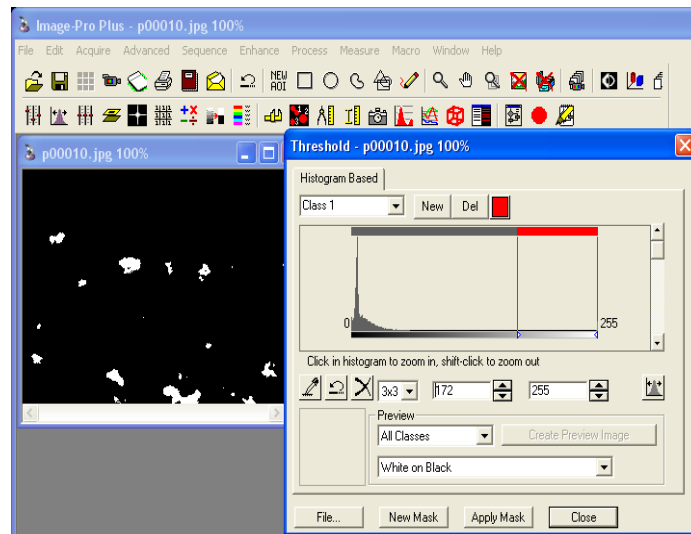 Image-Pro Plus - p00010.jpg 100%
File Edit Acquire Advanced Sequence Enhance Process Measure Macro Window Help
NEW
AOI
p00010.jpg 100%
Threshold - p00010.jpg 100%
Histogram Based
Class 1
New Del
0 255
Click in histogram to zoom in, shift-click to zoom out
3x3 172 255
Preview
All Classes Create Preview Image
White on Black
File... New Mask Apply Mask Close